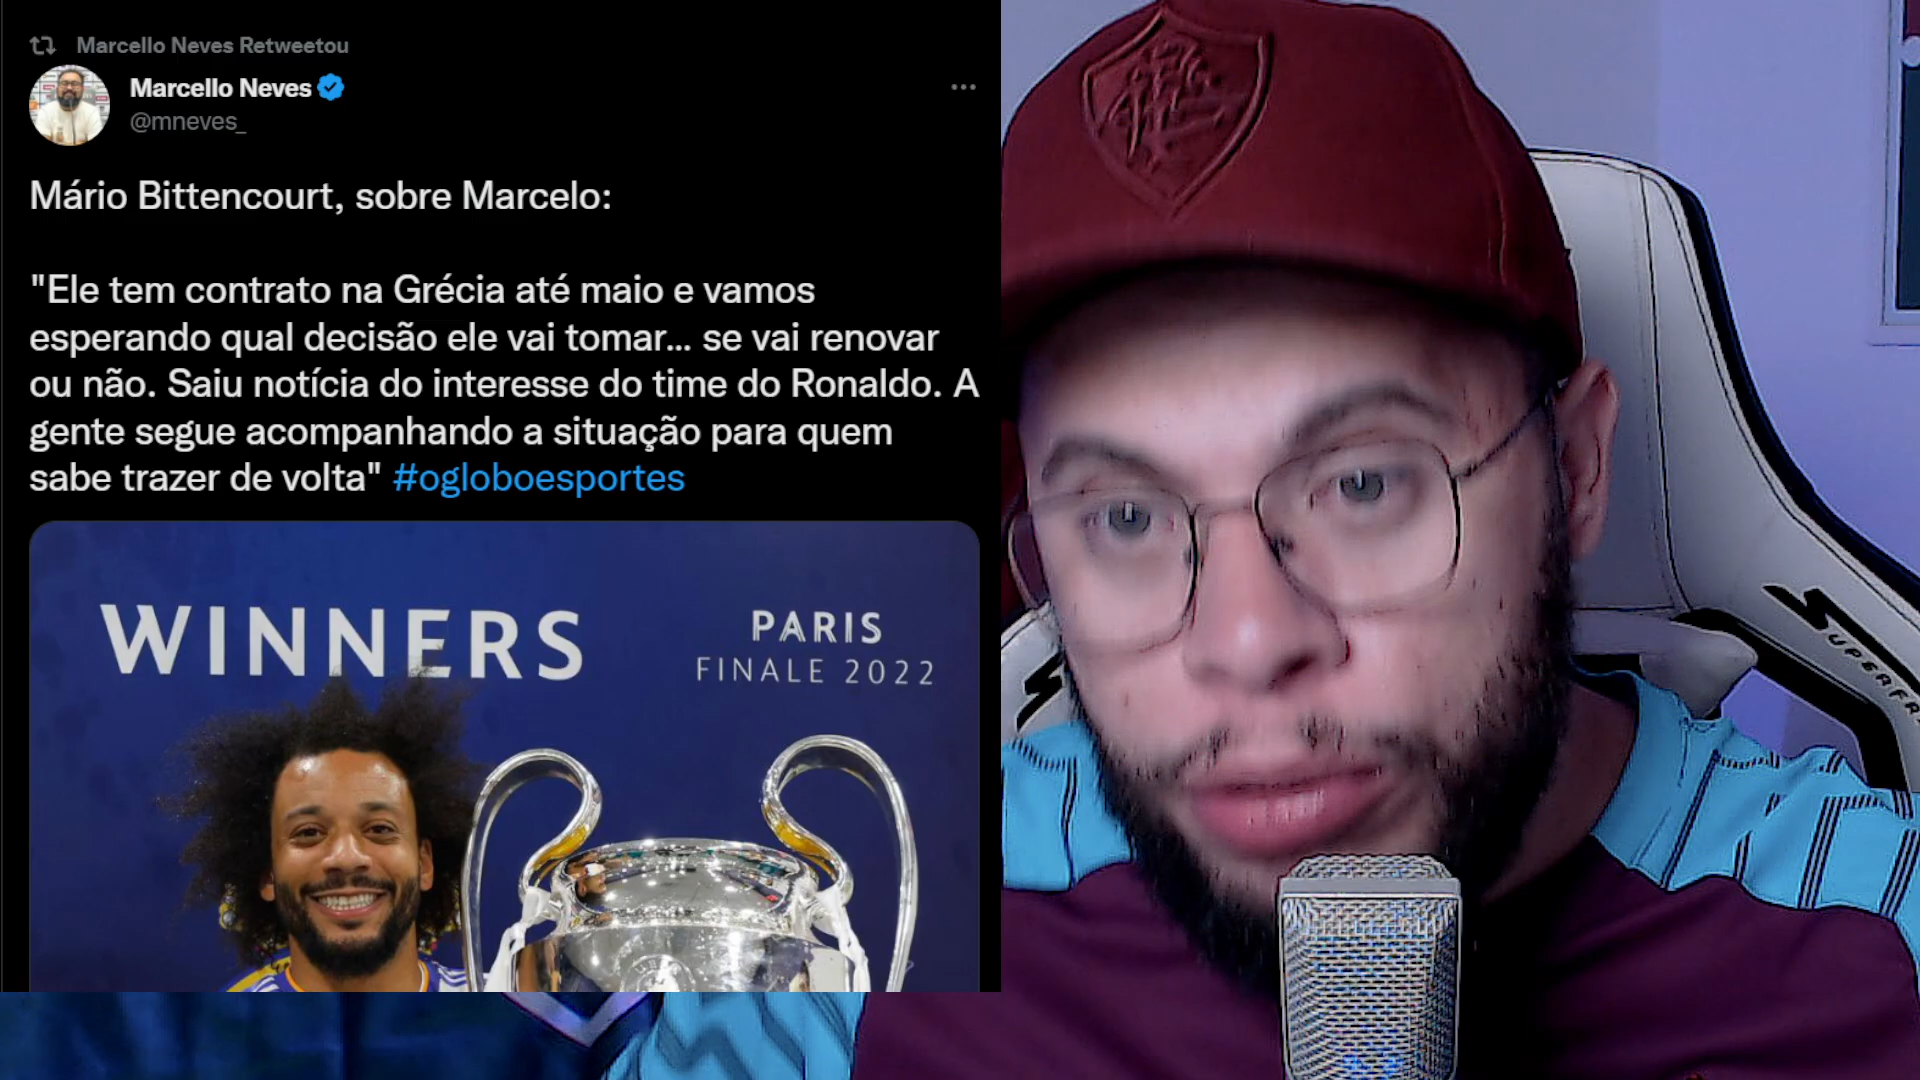 Marcello Neves Retweetou
Marcello Neves
@mneves_
Mário Bittencourt, sobre Marcelo:
"Ele tem contrato na Grécia até maio e vamos
esperando qual decisão ele vai tomar... se vai renovar
ou não. Saiu notícia do interesse do time do Ronaldo. A
gente segue acompanhando a situação para quem
sabe trazer de volta" #ogloboesportes
WINNERS
PARIS
FINALE 2022